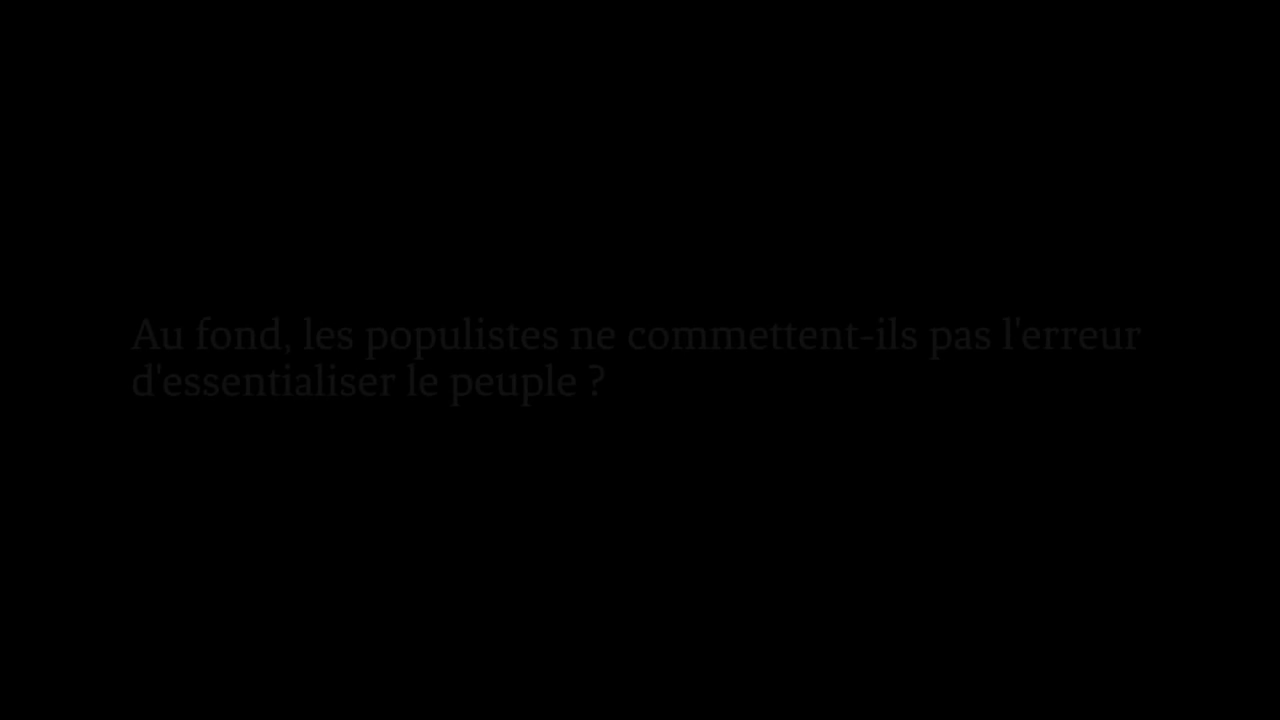 Au fond, les populistes ne commettent-ils pas l'erreur
d'essentialiser le peuple ?